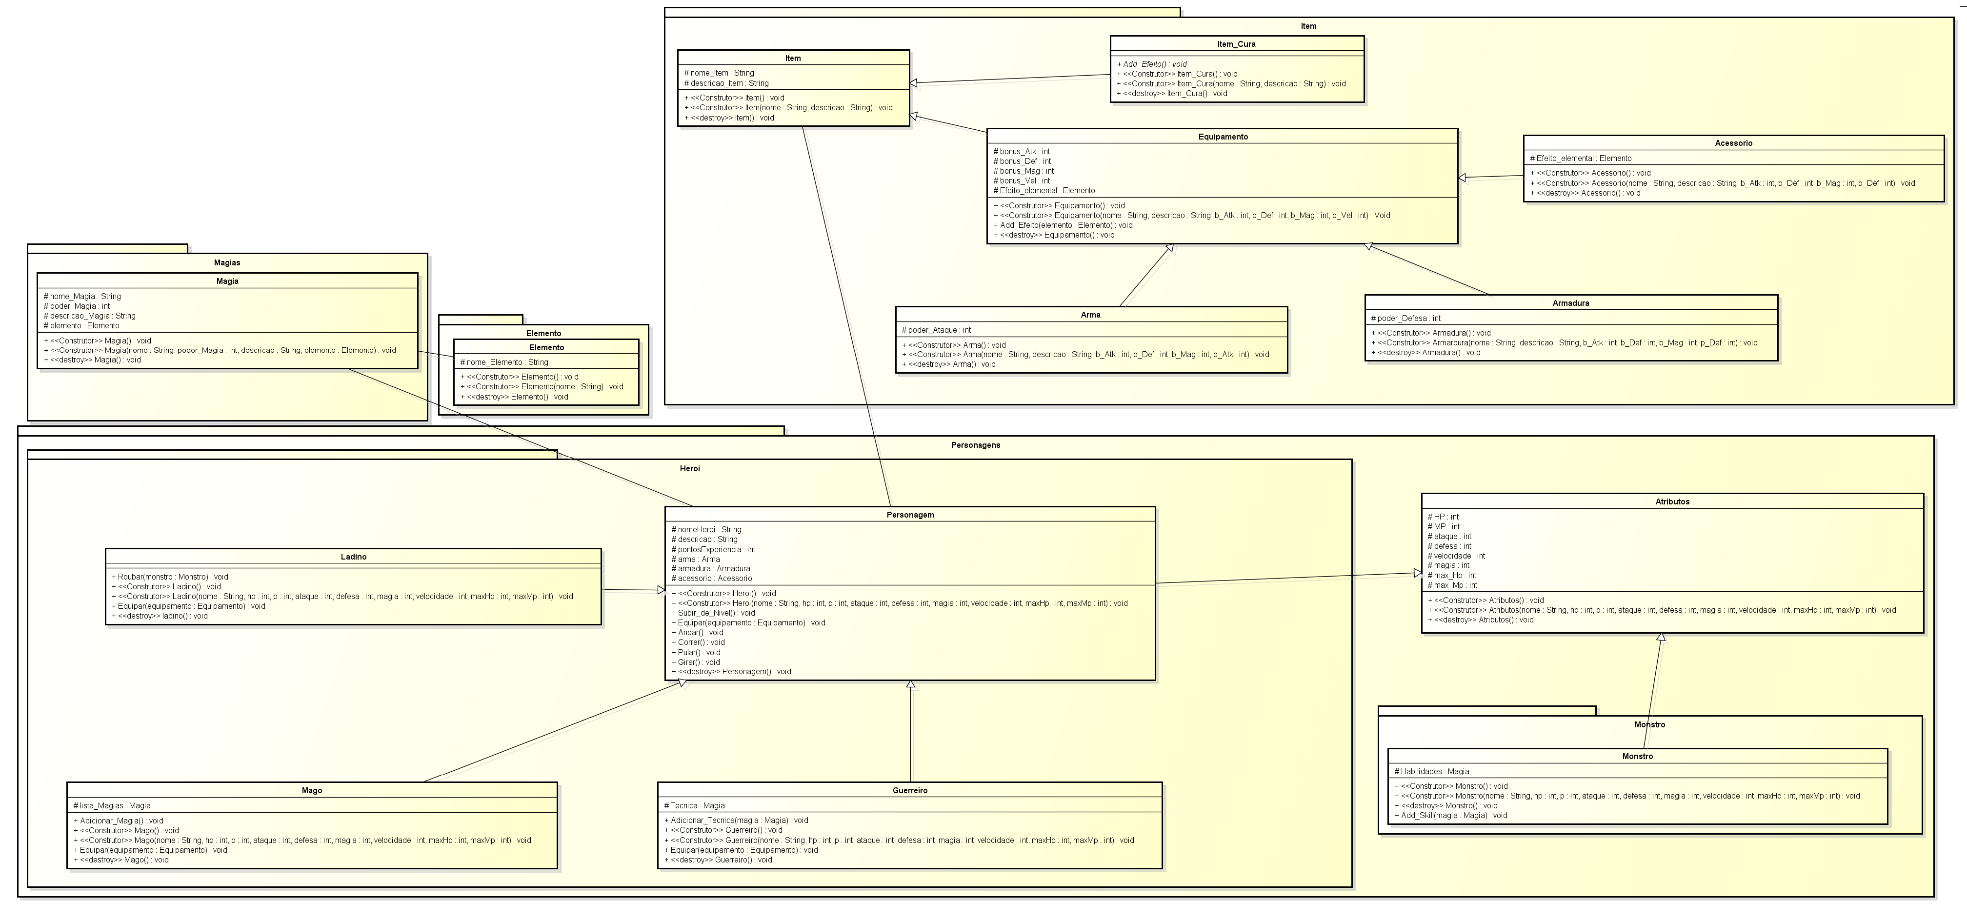 Item
Item
# nome_Item : String
# descricao_Item : String
+ <<Construtor>> Item() : void
+ <<Construtor>> Item(nome : String, descricao : String) : void
+ <<destroy>> Item() : void
Item_Cura
+ Add_Efeito() : void
+ <<Construtor>> Item_Cura() : void
+ <<Construtor>> Item_Cura(nome : String, descricao : String) : void
+ <<destroy>> Item_Cura() : void
Equipamento
# bonus_Atk : int
# bonus_Def : int
# bonus_Mag : int
# bonus_Vel : int
# Efeito_elemental : Elemento
+ <<Construtor>> Equipamento() : void
+ <<Construtor>> Equipamento(nome : String, descricao : String, b_Atk : int, b_Def : int, b_Mag : int, b_Vel : int) : Void
+ Add_Efeito(elemento : Elemento) : void
+ <<destroy>> Equipamento() : void
Acessorio
# Efeito_elemental : Elemento
+ <<Construtor>> Acessorio() : void
+ <<Construtor>> Acessorio(nome : String, descricao : String, b_Atk : int, b_Def : int, b_Mag : int, p_Def : int) : void
+ <<destroy>> Acessorio() : void
Arma
# poder_Ataque : int
+ <<Construtor>> Arma() : void
+ <<Construtor>> Arma(nome : String, descricao : String, b_Atk : int, b_Def : int, b_Mag : int, p_Atk : int) : void
+ <<destroy>> Arma() : void
Armadura
# poder_Defesa : int
+ <<Construtor>> Armadura() : void
+ <<Construtor>> Armardura(nome : String, descricao : String, b_Atk : int, b_Def : int, b_Mag : int, p_Def : int) : void
+ <<destroy>> Armadura() : void
Magias
Magia
# nome_Magia : String
# poder_Magia : int
# descricao_Magia : String
# elemento : Elemento
+ <<Construtor>> Magia() : void
+ <<Construtor>> Magia(nome : String, poder_Magia : int, descricao : String, elemento : Elemento) : void
+ <<destroy>> Magia() : void
Elemento
Elemento
# nome_Elemento : String
+ <<Construtor>> Elemento() : void
+ <<Construtor>> Elemento(nome : String) : void
+ <<destroy>> Elemento() : void
Personagens
Heroi
Personagem
# nomeHeroi : String
# descricao : String
# pontosExperiencia : int
# arma : Arma
# armadura : Armadura
# acessorio : Acessorio
+ <<Construtor>> Hero() : void
+ <<Construtor>> Hero(nome : String, hp : int, p : int, ataque : int, defesa : int, magia : int, velocidade : int, maxHp : int, maxMp : int) : void
+ Subir_de_Nivel() : void
+ Equipar(equipamento : Equipamento) : void
+ Andar() : void
+ Correr() : void
+ Pular() : void
+ Girar() : void
+ <<destroy>> Personagem() : void
Ladino
+ Roubar(monstro : Monstro) : void
+ <<Construtor>> Ladino() : void
+ <<Construtor>> Ladino(nome : String, hp : int, p : int, ataque : int, defesa : int, magia : int, velocidade : int, maxHp : int, maxMp : int) : void
+ Equipar(equipamento : Equipamento) : void
+ <<destroy>> ladino() : void
Mago
# lista_Magias : Magia
+ Adicionar_Magia() : void
+ <<Construtor>> Mago() : void
+ <<Construtor>> Mago(nome : String, hp : int, p : int, ataque : int, defesa : int, magia : int, velocidade : int, maxHp : int, maxMp : int) : void
+ Equipar(equipamento : Equipamento) : void
+ <<destroy>> Mago() : void
Guerreiro
# Tecnica : Magia
+ Adicionar_Tecnica(magia : Magia) : void
+ <<Construtor>> Guerreiro() : void
+ <<Construtor>> Guerreiro(nome : String, hp : int, p : int, ataque : int, defesa : int, magia : int, velocidade : int, maxHp : int, maxMp : int) : void
+ Equipar(equipamento : Equipamento) : void
+ <<destroy>> Guerreiro() : void
Atributos
# HP : int
# MP : int
# ataque : int
# defesa : int
# velocidade : int
# magia : int
# max_Hp : int
# max_Mp : int
+ <<Construtor>> Atributos() : void
+ <<Construtor>> Atributos(nome : String, hp : int, p : int, ataque : int, defesa : int, magia : int, velocidade : int, maxHp : int, maxMp : int) : void
+ <<destroy>> Atributos() : void
Monstro
Monstro
# Habilidades : Magia
+ <<Construtor>> Monstro() : void
+ <<Construtor>> Monstro(nome : String, hp : int, p : int, ataque : int, defesa : int, magia : int, velocidade : int, maxHp : int, maxMp : int) : void
+ <<destroy>> Monstro() : void
+ Add_Skill(magia : Magia) : void